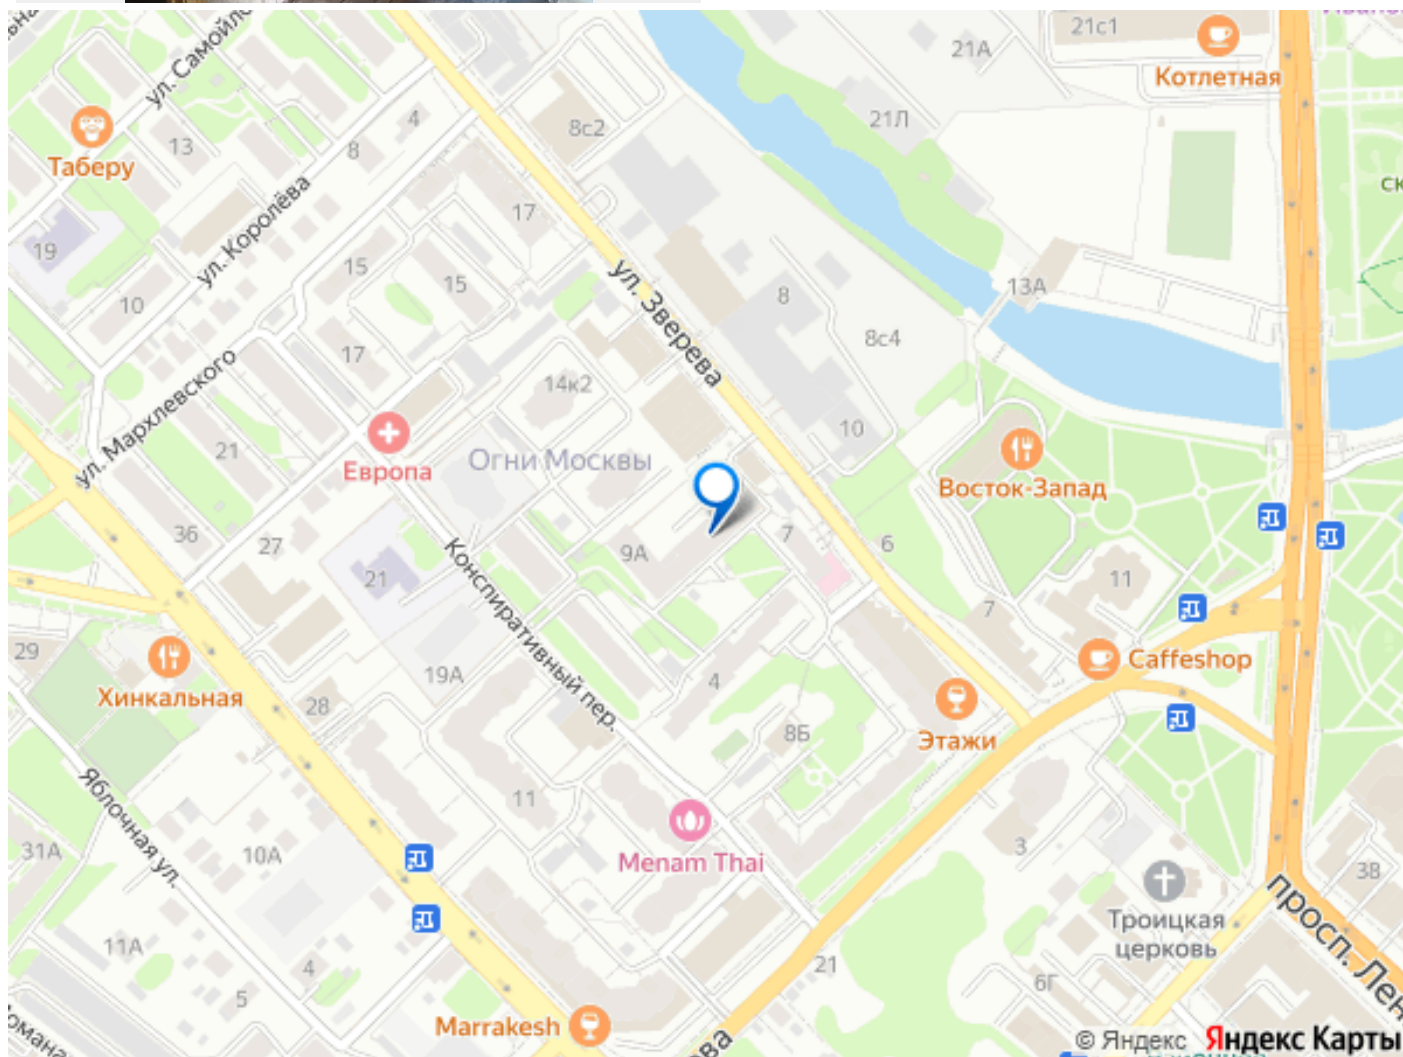 21с1
21А
Котлетная
ул. Самойло
4
8с2
21Л
13
8
Таберу
ул. Королёва
17
19
15
15
10
8
13А
ул. Зверева
8с4
17
ул. Мархлевского
14к2
21
10
Европа
Огни Москвы
Восток-Запад
36
27
9А
7
6
21
11
Конспиративный пер.
7
29
Хинкальная
19А
28
4
8Б
Caffeshop
Этажи
Яблочная ул.
11
Menam Thai
31А
10А
3
3В
Троицкая
церковь
просп. Лен
11А
4
5
21
6Г
Marrakesh
© Яндекс Яндекс Карты